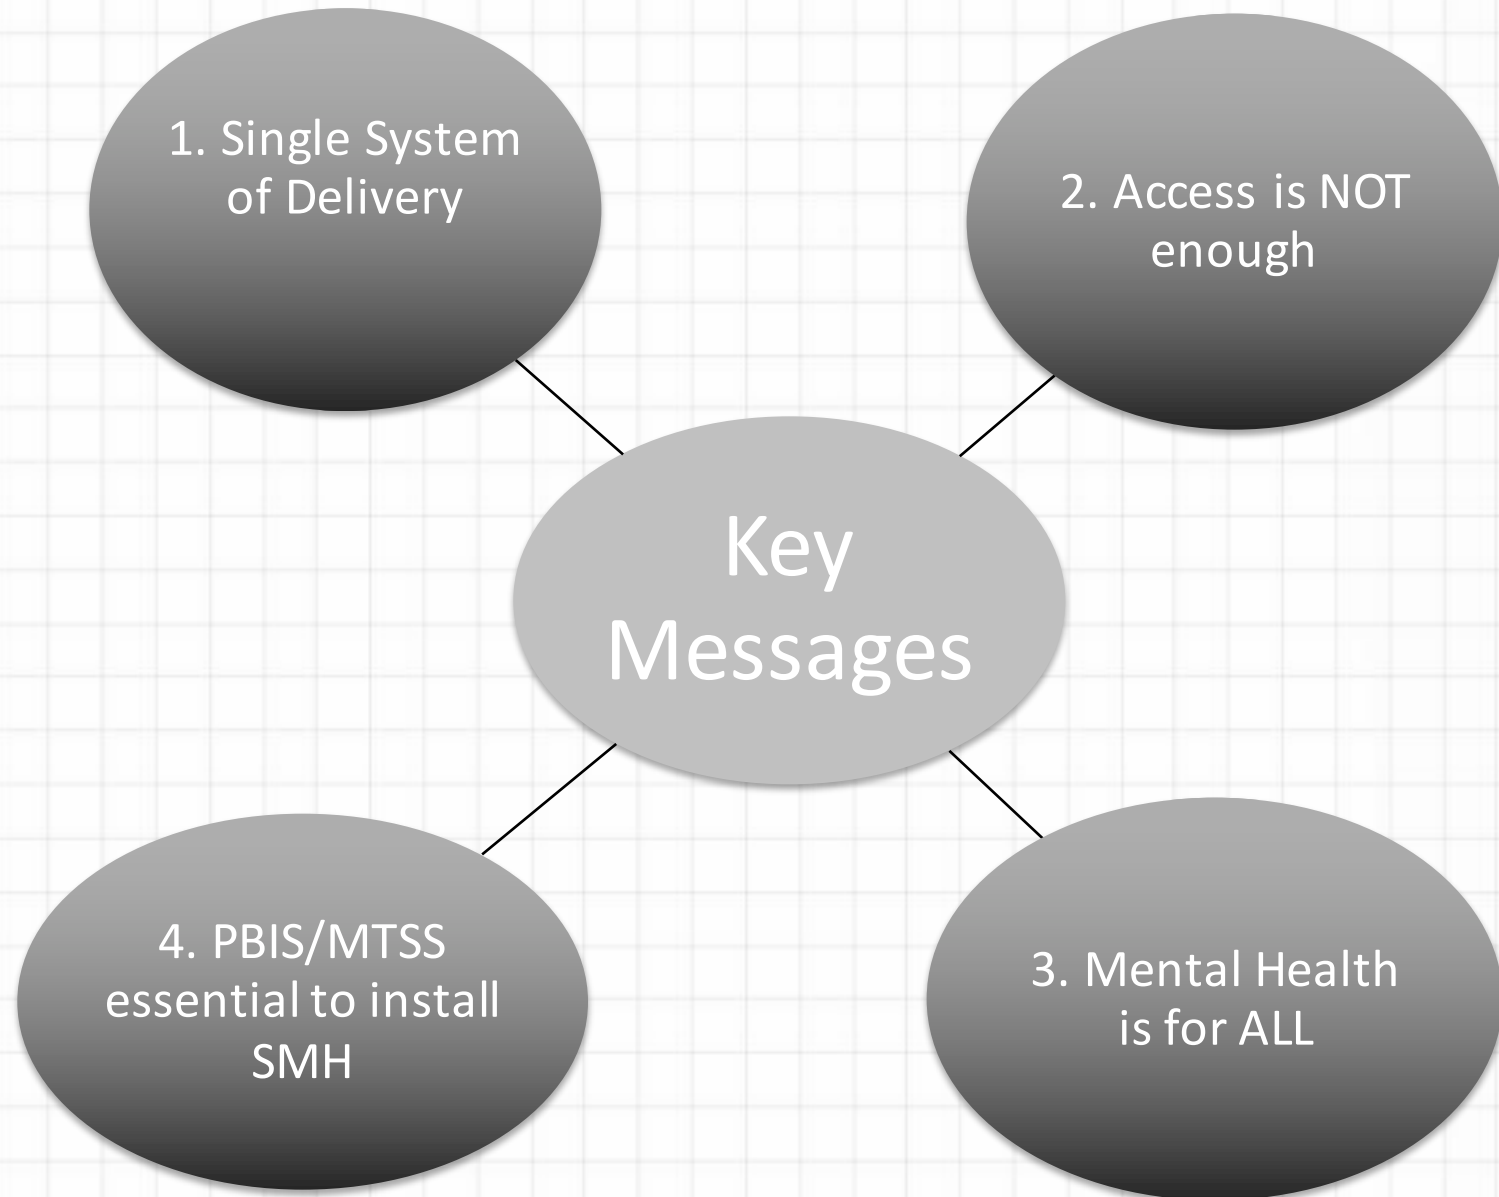 1. Single System
of Delivery
2. Access is NOT
enough
Key
Messages
4. PBIS/MTSS
essential to install
SMH
3. Mental Health
is for ALL